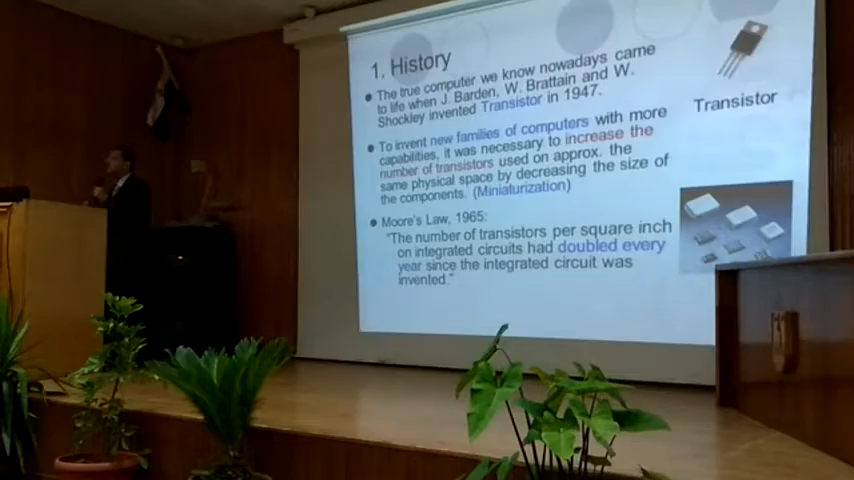 1. History
The true computer we know nowadays came
to life when J. Barden, W. Brattain and W.
Shockley invented Transistor in 1947.
Transistor
To invent new families of computers with more
capabilities, it was necessary to increase the
number of transistors used on approx. the
same physical space by decreasing the size of
the components. (Miniaturization)
Moore's Law, 1965:
"The number of transistors per square inch
on integrated circuits had doubled every
year since the integrated circuit was
invented."